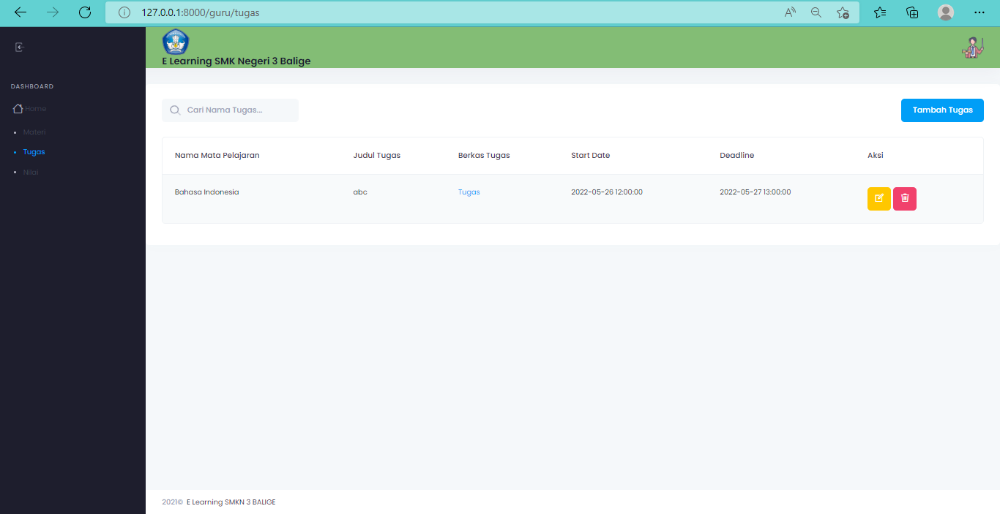 127.0.0.1:8000/guru/tugas
E Learning SMK Negeri 3 Balige
DASHBOARD
Home
Materi
Tugas
Nilai
Cari Nama Tugas...
Tambah Tugas
Nama Mata Pelajaran Judul Tugas Berkas Tugas Start Date Deadline Aksi
Bahasa Indonesia abc Tugas 2022-05-26 12:00:00 2022-05-27 13:00:00
2021© E Learning SMKN 3 BALIGE